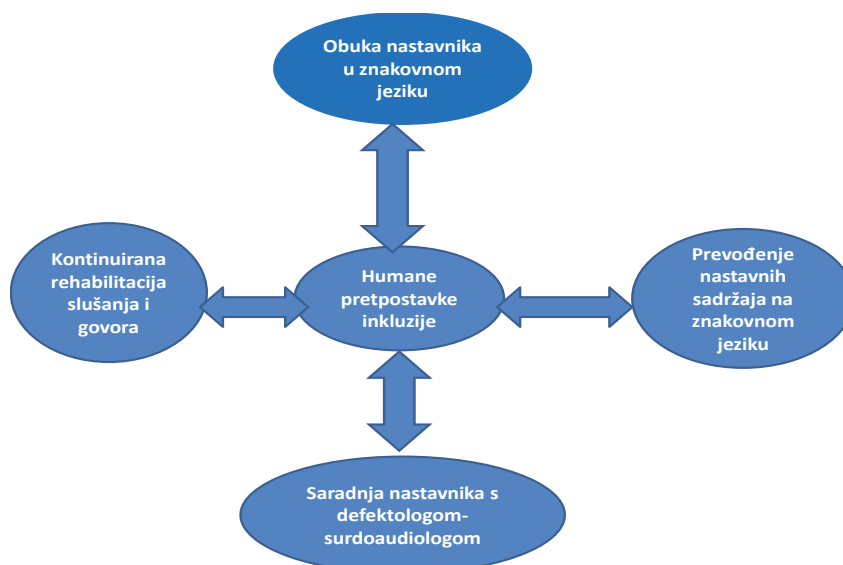 Obuka nastavnika
u znakovnom
jeziku
Kontinuirana
rehabilitacija
slušanja i
govora
Humane
pretpostavke
inkluzije
Prevođenje
nastavnih
sadržaja na
znakovnom
jeziku
Saradnja nastavnika s
defektologom-
surdoaudiologom